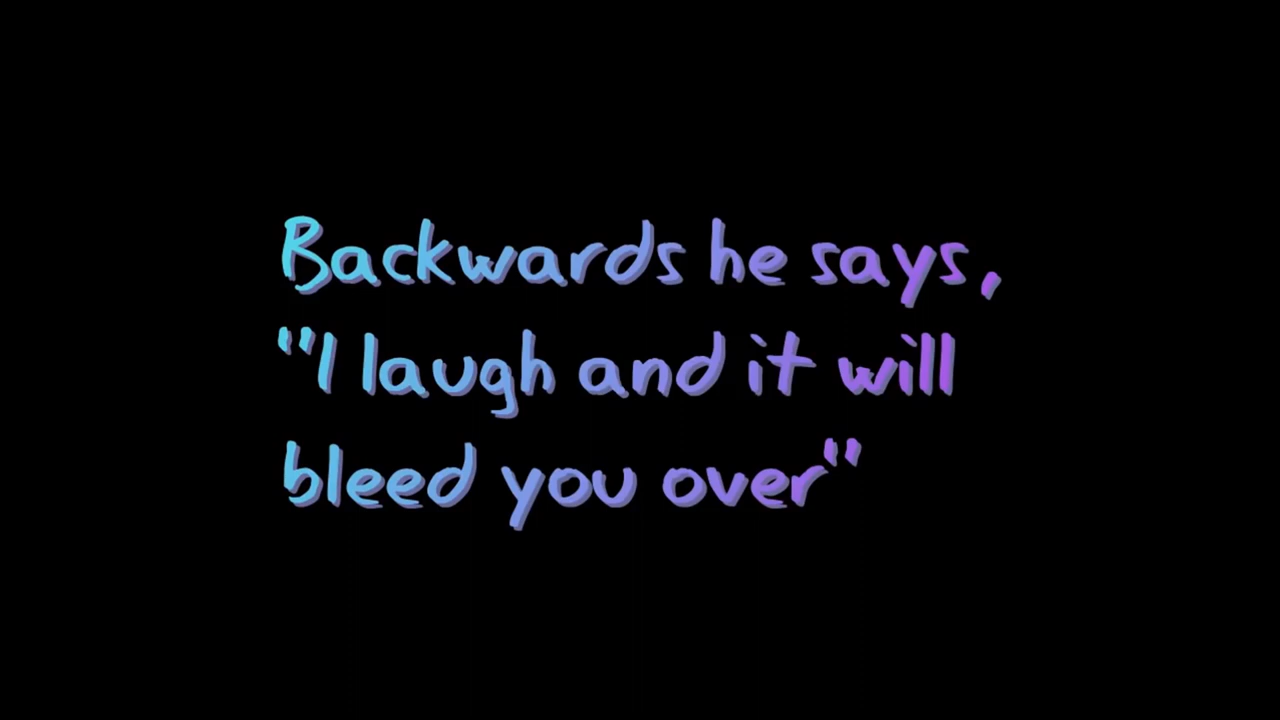 Backwards he says,
"I laugh and it will
bleed you over"